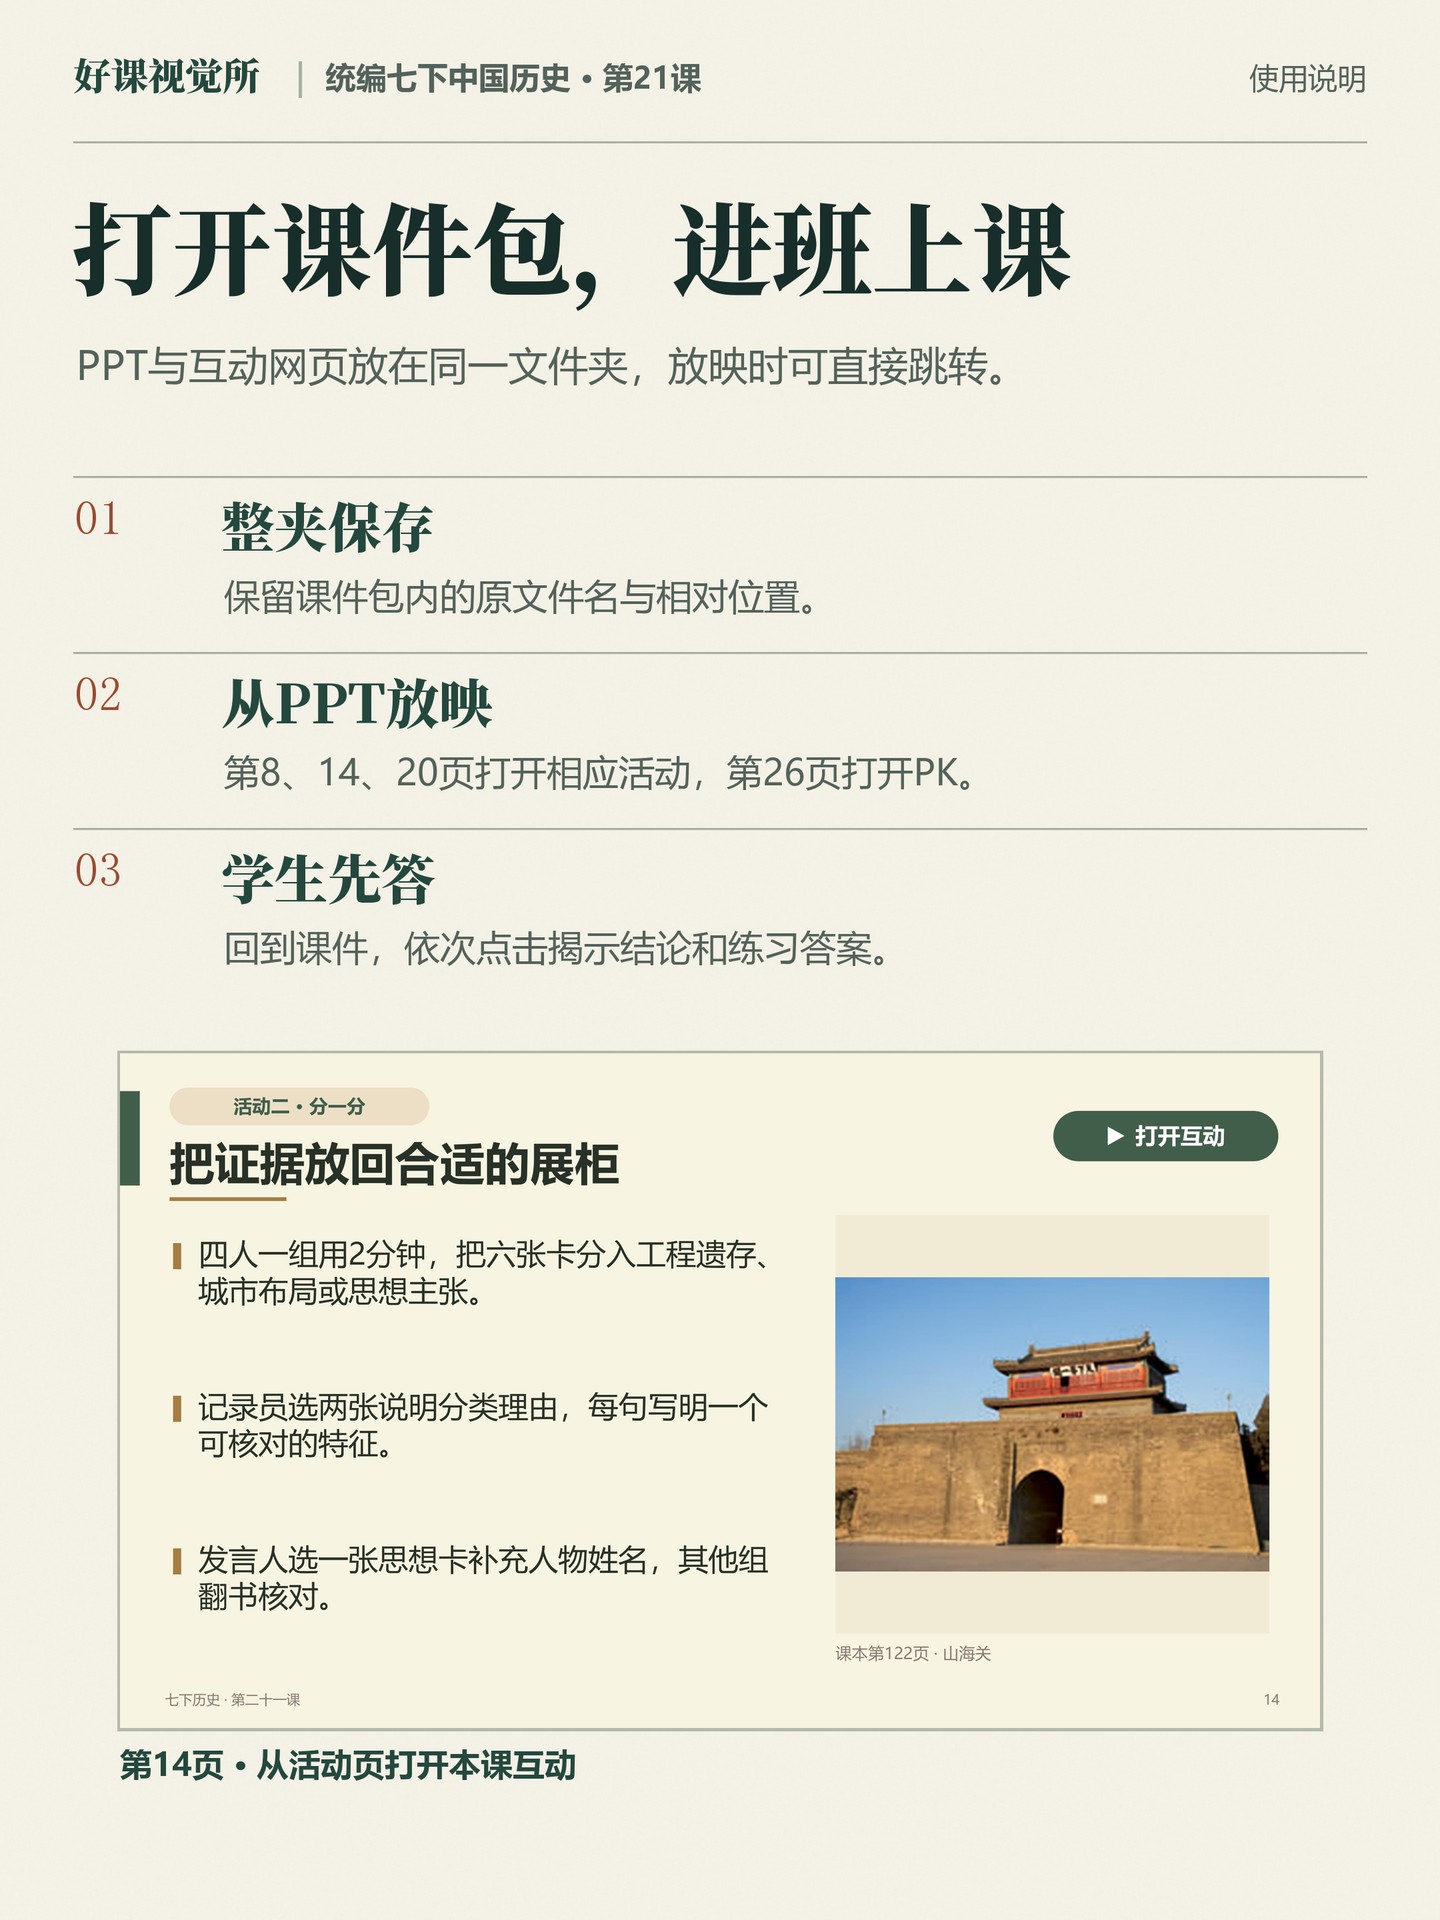 好课视觉所 | 统编七下中国历史·第21课
使用说明
打开课件包，进班上课
PPT与互动网页放在同一文件夹，放映时可直接跳转。
01
整夹保存
保留课件包内的原文件名与相对位置。
02
从PPT放映
第8、14、20页打开相应活动，第26页打开PK。
03
学生先答
回到课件，依次点击揭示结论和练习答案。
活动二·分一分
▶ 打开互动
把证据放回合适的展柜
四人一组用2分钟，把六张卡分入工程遗存、
城市布局或思想主张。
记录员选两张说明分类理由，每句写明一个
可核对的特征。
发言人选一张思想卡补充人物姓名，其他组
翻书核对。
课本第122页·山海关
七下历史·第二十一课
14
第14页·从活动页打开本课互动